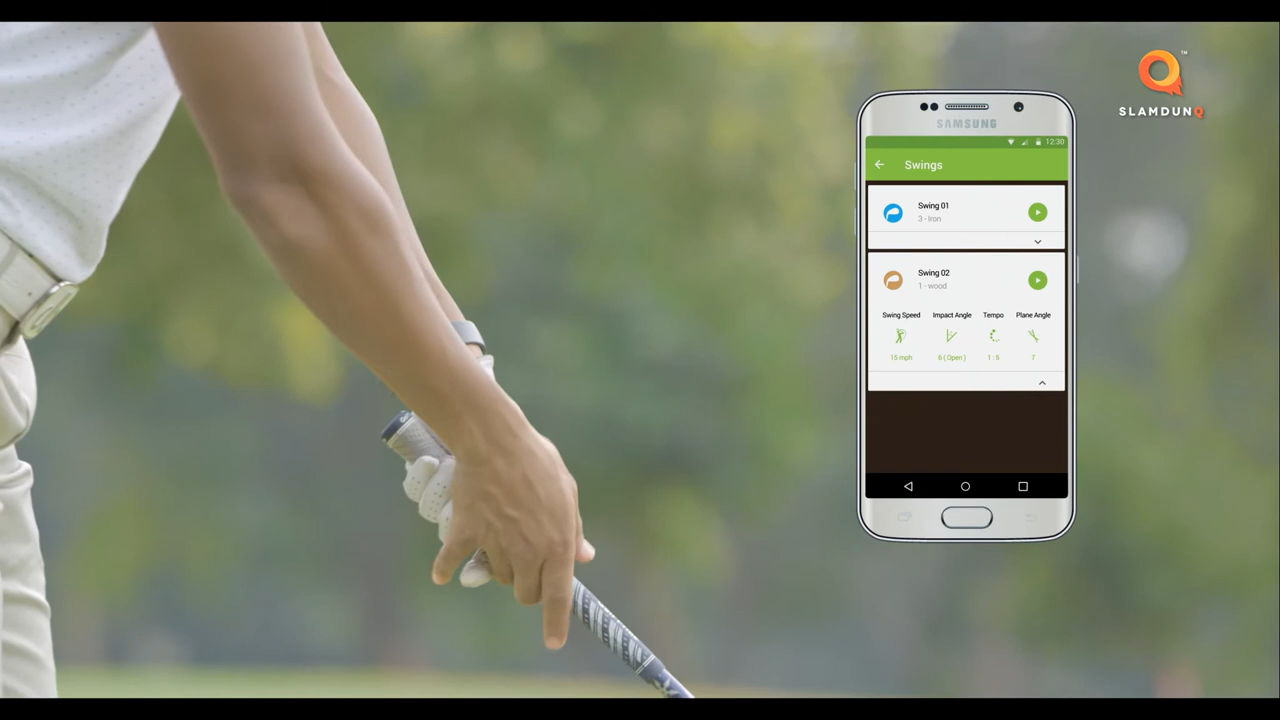 TM
SLAMDUNQ
SAMSUNG
12:30
Swings
Swing 01
3 - Iron
Swing 02
1 - wood
Swing Speed Impact Angle Tempo Plane Angle
15 mph 6 ( Open ) 1 : 5 7